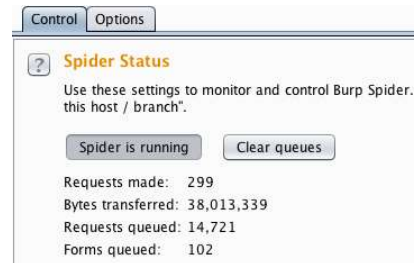 Control Options
? Spider Status
Use these settings to monitor and control Burp Spider.
this host / branch".
Spider is running Clear queues
Requests made: 299
Bytes transferred: 38,013,339
Requests queued: 14,721
Forms queued: 102